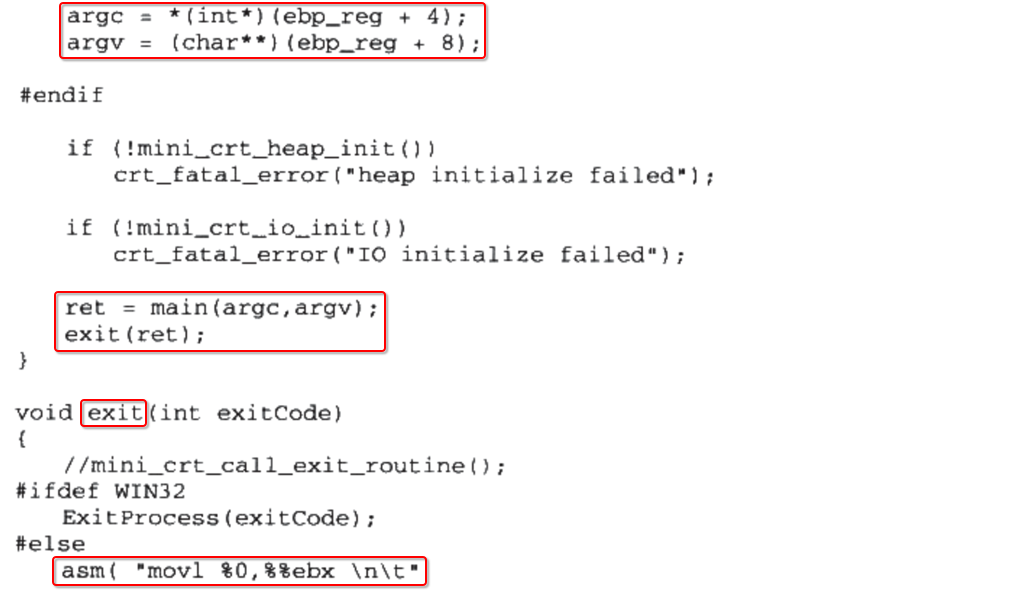 argc = *(int*)(ebp_reg + 4);
argv = (char**)(ebp_reg + 8);
#endif
if (!mini_crt_heap_init())
crt_fatal_error("heap initialize failed");
if (!mini_crt_io_init())
crt_fatal_error("IO initialize failed");
ret = main(argc,argv);
exit(ret);
}
void exit(int exitCode)
{
//mini_crt_call_exit_routine();
#ifdef WIN32
ExitProcess(exitCode);
#else
asm( "movl %0,%%ebx \n\t"